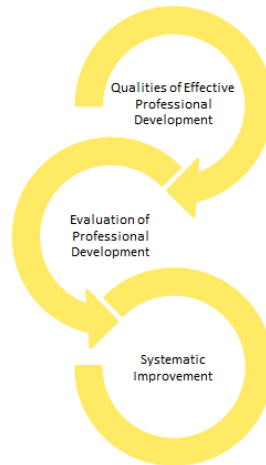 Qualities of Effective
Professional
Development
Evaluation of
Professional
Development
Systematic
Improvement